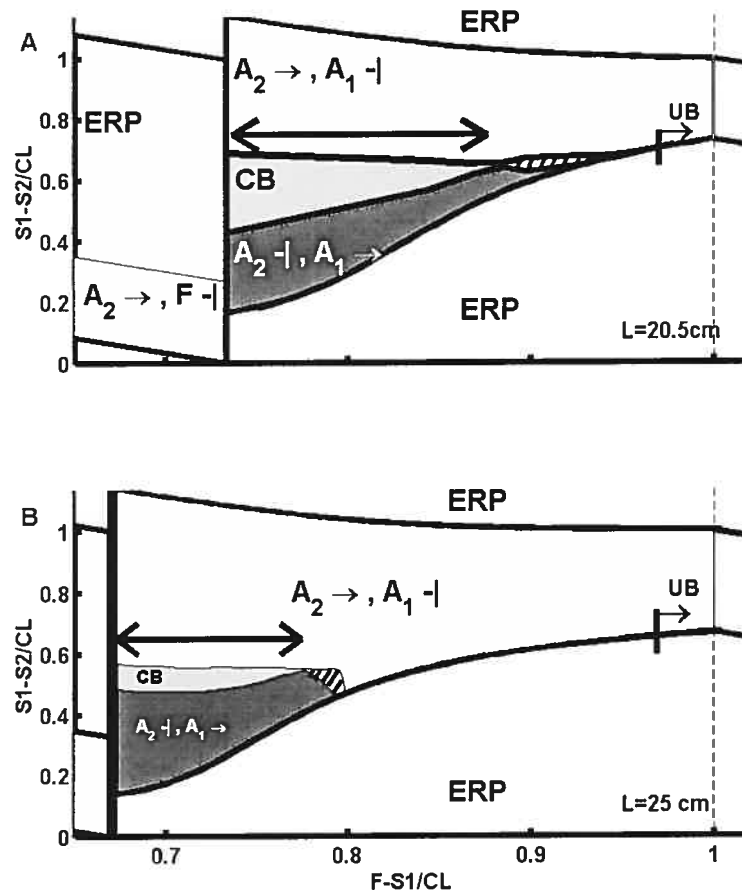 A
ERP
1
A₂ → , A₁ -|
0.8
ERP
UB
S1-S2/CL
0.6
CB
0.4
A₂ -| , A₁ →
0.2
A₂ → , F -|
ERP
L=20.5cm
0
B
ERP
1
0.8
A₂ → , A₁ -|
UB
S1-S2/CL
0.6
CB
0.4
A₂ -| , A₁ →
0.2
ERP
L=25 cm
0
0.7 0.8 0.9 1
F-S1/CL